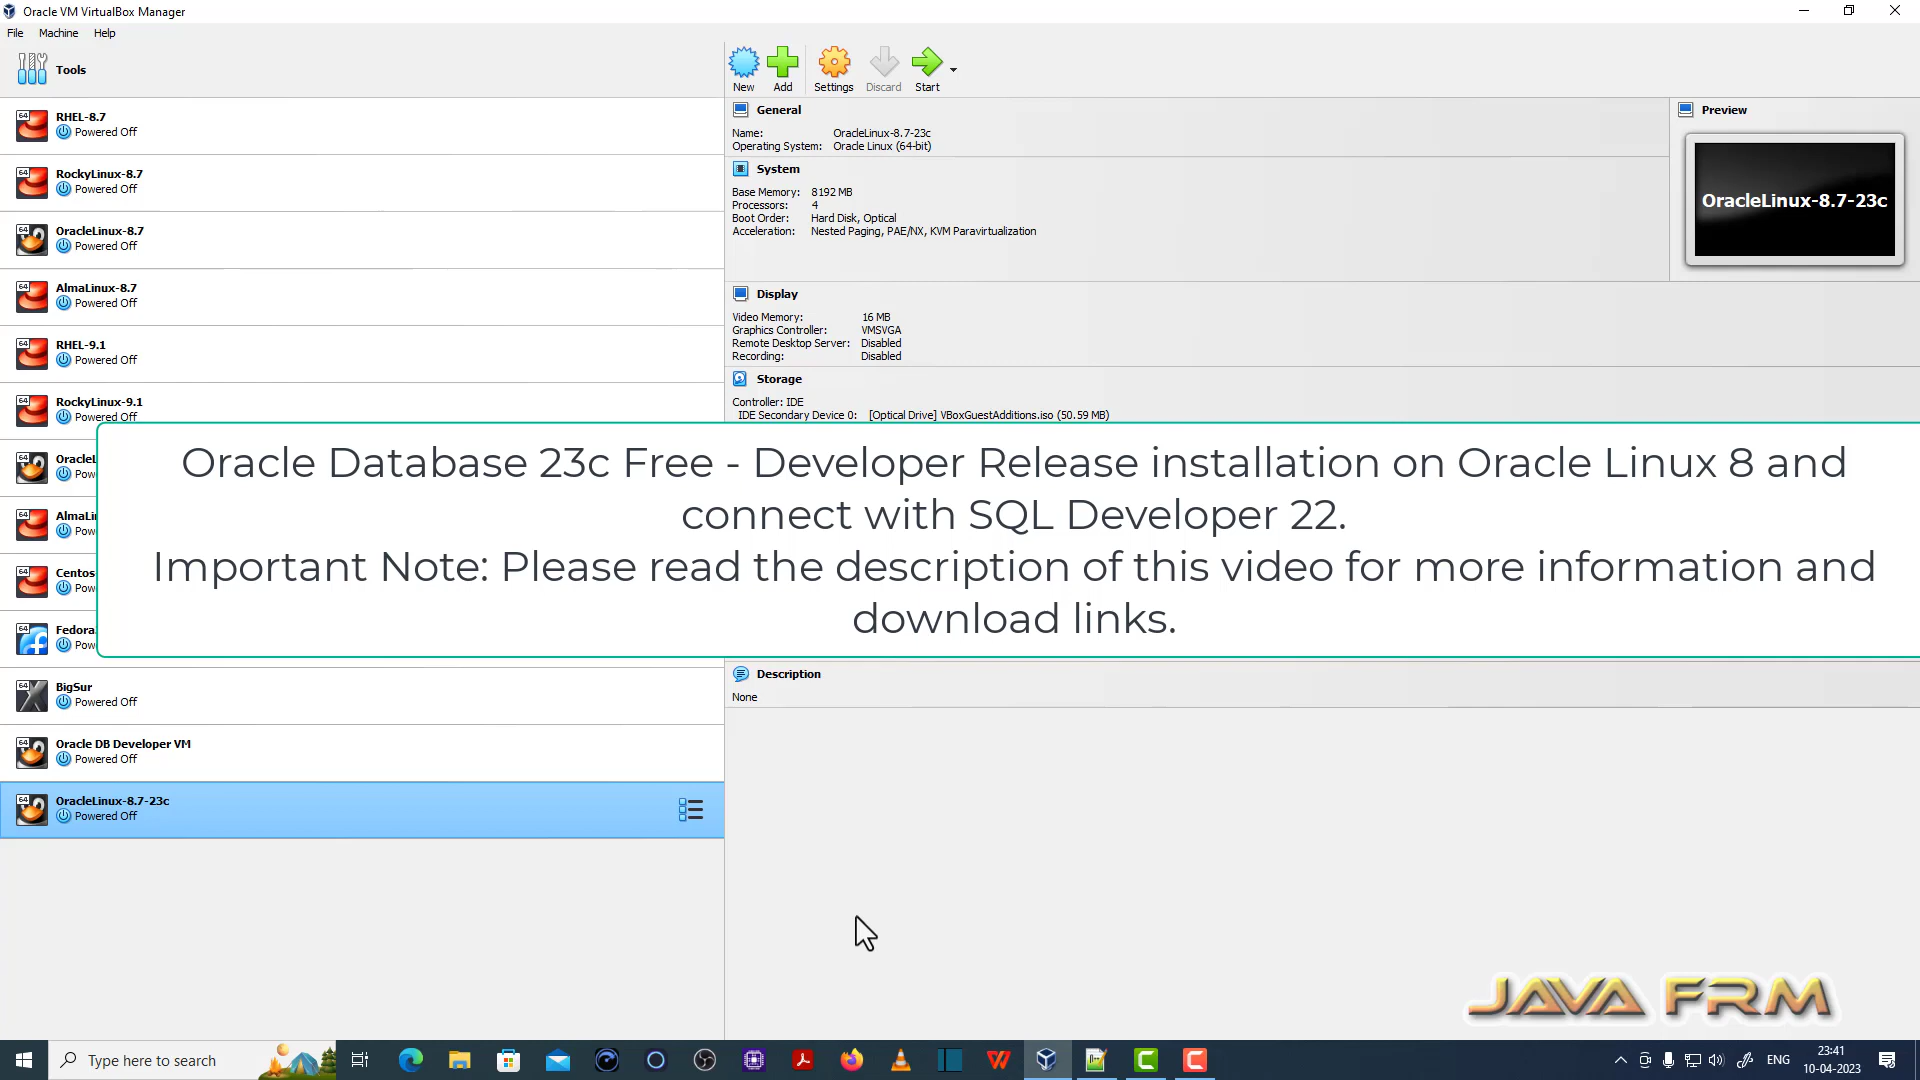 Oracle VM VirtualBox Manager
File Machine Help
Tools
New Add Settings Discard Start
RHEL-8.7
Powered Off
RockyLinux-8.7
Powered Off
OracleLinux-8.7
Powered Off
AlmaLinux-8.7
Powered Off
RHEL-9.1
Powered Off
RockyLinux-9.1
Powered Off
OracleL
Pow
AlmaLi
Pow
Centos
Pow
Fedora
Pow
BigSur
Powered Off
Oracle DB Developer VM
Powered Off
OracleLinux-8.7-23c
Powered Off
General
Name: OracleLinux-8.7-23c
Operating System: Oracle Linux (64-bit)
System
Base Memory: 8192 MB
Processors: 4
Boot Order: Hard Disk, Optical
Acceleration: Nested Paging, PAE/NX, KVM Paravirtualization
Preview
OracleLinux-8.7-23c
Display
Video Memory: 16 MB
Graphics Controller: VMSVGA
Remote Desktop Server: Disabled
Recording: Disabled
Storage
Controller: IDE
IDE Secondary Device 0: [Optical Drive] VBoxGuestAdditions.iso (50.59 MB)
Oracle Database 23c Free - Developer Release installation on Oracle Linux 8 and
connect with SQL Developer 22.
Important Note: Please read the description of this video for more information and
download links.
Description
None
JAVA FRM
Type here to search
ENG
23:41
10-04-2023